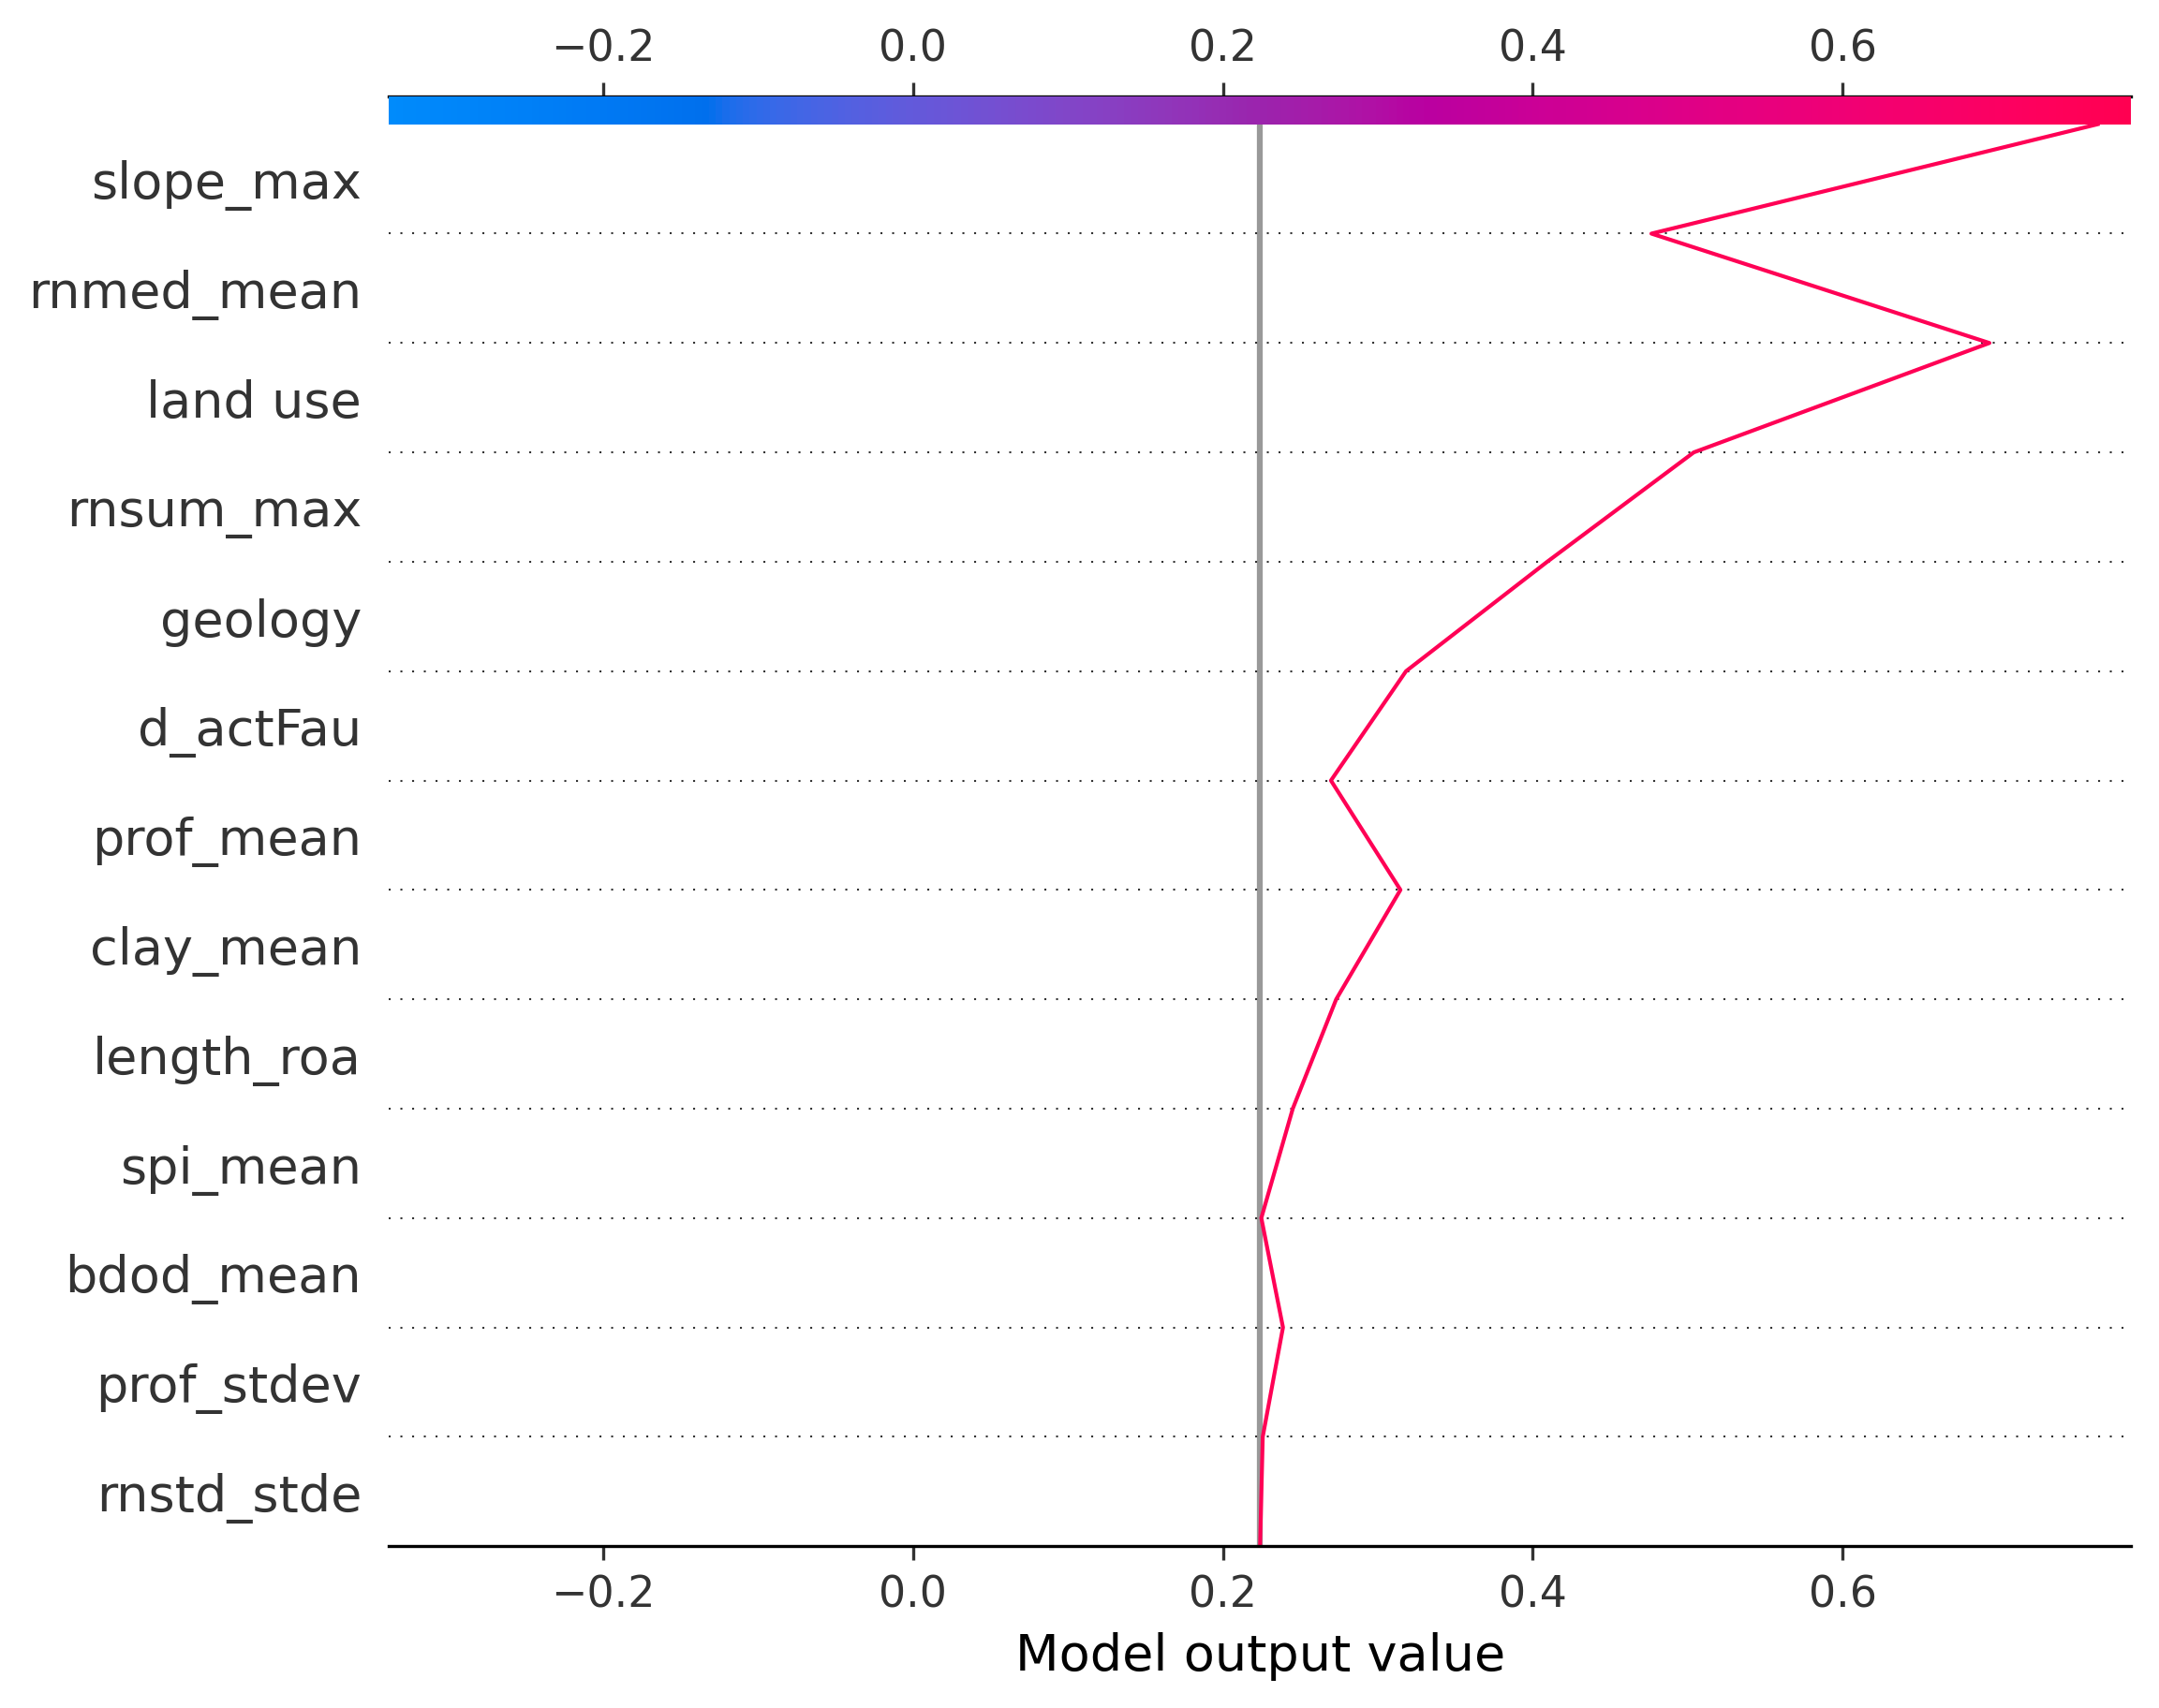 −0.2 0.0 0.2 0.4 0.6
slope_max
rnmed_mean
land use
rnsum_max
geology
d_actFau
prof_mean
clay_mean
length_roa
spi_mean
bdod_mean
prof_stdev
rnstd_stde
−0.2 0.0 0.2 0.4 0.6
Model output value